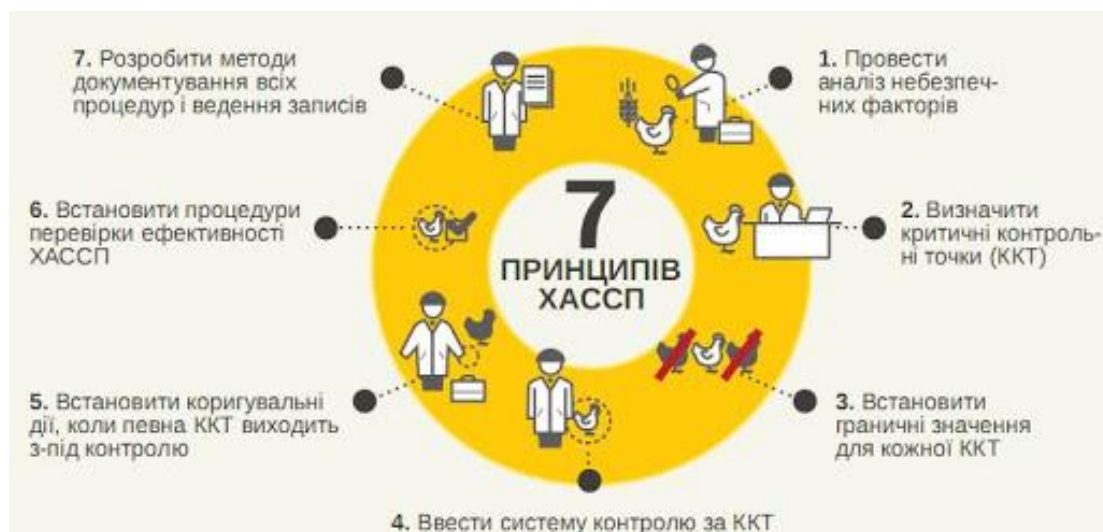 7
ПРИНЦИПІВ
ХАССП
1. Провести
аналіз небезпеч-
них факторів
2. Визначити
критичні контроль-
ні точки (ККТ)
3. Встановити
граничні значення
для кожної ККТ
4. Ввести систему контролю за ККТ
5. Встановити коригувальні
дії, коли певна ККТ виходить
з-під контролю
6. Встановити процедури
перевірки ефективності
ХАССП
7. Розробити методи
документування всіх
процедур і ведення записів